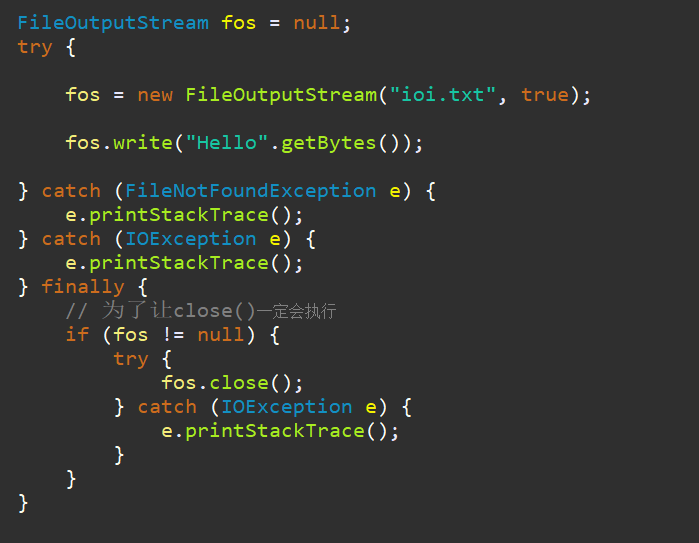 FileOutputStream fos = null;
try {
    fos = new FileOutputStream("ioi.txt", true);
    fos.write("Hello".getBytes());
} catch (FileNotFoundException e) {
    e.printStackTrace();
} catch (IOException e) {
    e.printStackTrace();
} finally {
    // 为了让close()一定会执行
    if (fos != null) {
        try {
            fos.close();
        } catch (IOException e) {
            e.printStackTrace();
        }
    }
}